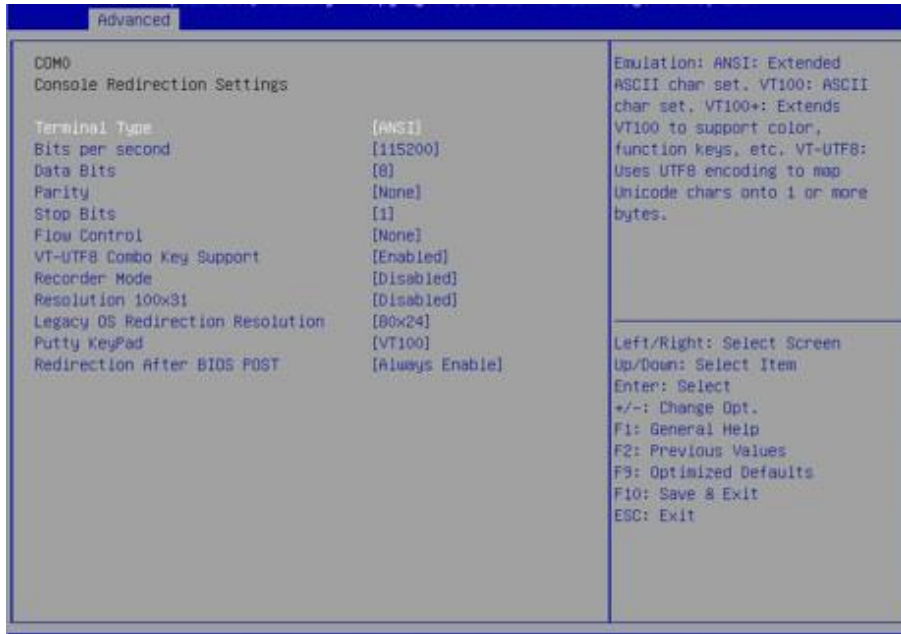 Advanced
COM0
Console Redirection Settings
Terminal Type [ANSI]
Bits per second [115200]
Data Bits [8]
Parity [None]
Stop Bits [1]
Flow Control [None]
VT-UTF8 Combo Key Support [Enabled]
Recorder Mode [Disabled]
Resolution 100x31 [Disabled]
Legacy OS Redirection Resolution [80x24]
Putty KeyPad [VT100]
Redirection After BIOS POST [Always Enable]
Emulation: ANSI: Extended
ASCII char set. VT100: ASCII
char set. VT100+: Extends
VT100 to support color,
function keys, etc. VT-UTF8:
Uses UTF8 encoding to map
Unicode chars onto 1 or more
bytes.
Left/Right: Select Screen
Up/Down: Select Item
Enter: Select
+/-: Change Opt.
F1: General Help
F2: Previous Values
F9: Optimized Defaults
F10: Save & Exit
ESC: Exit